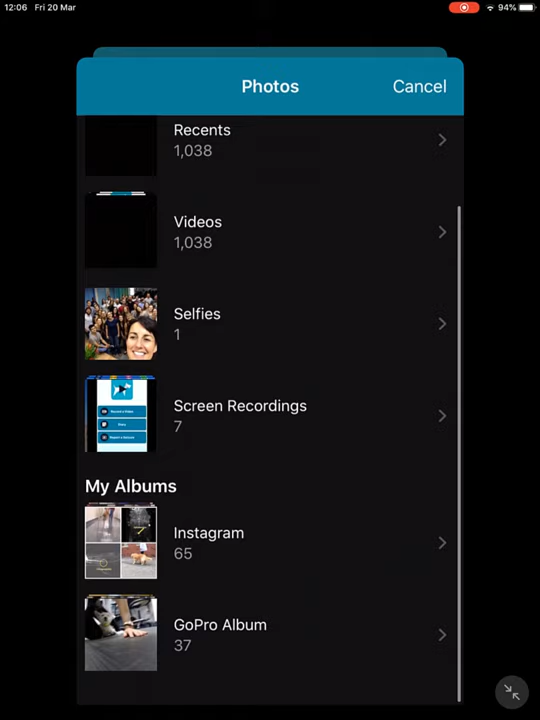 12:06 Fri 20 Mar
94%
Photos
Cancel
Recents
1,038
Videos
1,038
Selfies
1
Screen Recordings
7
My Albums
Instagram
65
GoPro Album
37